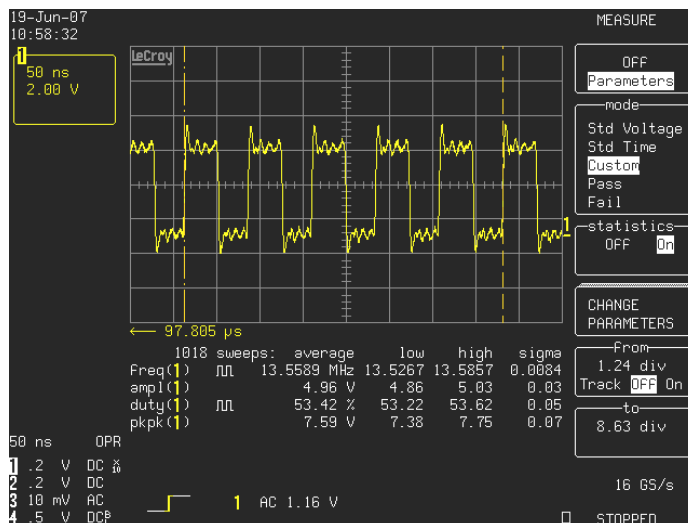 19-Jun-07
10:58:32
1
50 ns
2.00 V
LeCroy
1
← 97.805 µs
1018 sweeps: average low high sigma
Freq(1) 13.5589 MHz 13.5267 13.5857 0.0084
ampl(1) 4.96 V 4.86 5.03 0.03
duty(1) 53.42 % 53.22 53.62 0.05
pkpk(1) 7.59 V 7.38 7.75 0.07
50 ns OPR
1 .2 V DC X10
2 .2 V DC
3 10 mV AC
4 .5 V DCB
1 AC 1.16 V
MEASURE
OFF
Parameters
mode
Std Voltage
Std Time
Custom
Pass
Fail
statistics
OFF On
CHANGE
PARAMETERS
From
1.24 div
Track OFF On
to
8.63 div
16 GS/s
STOPPED